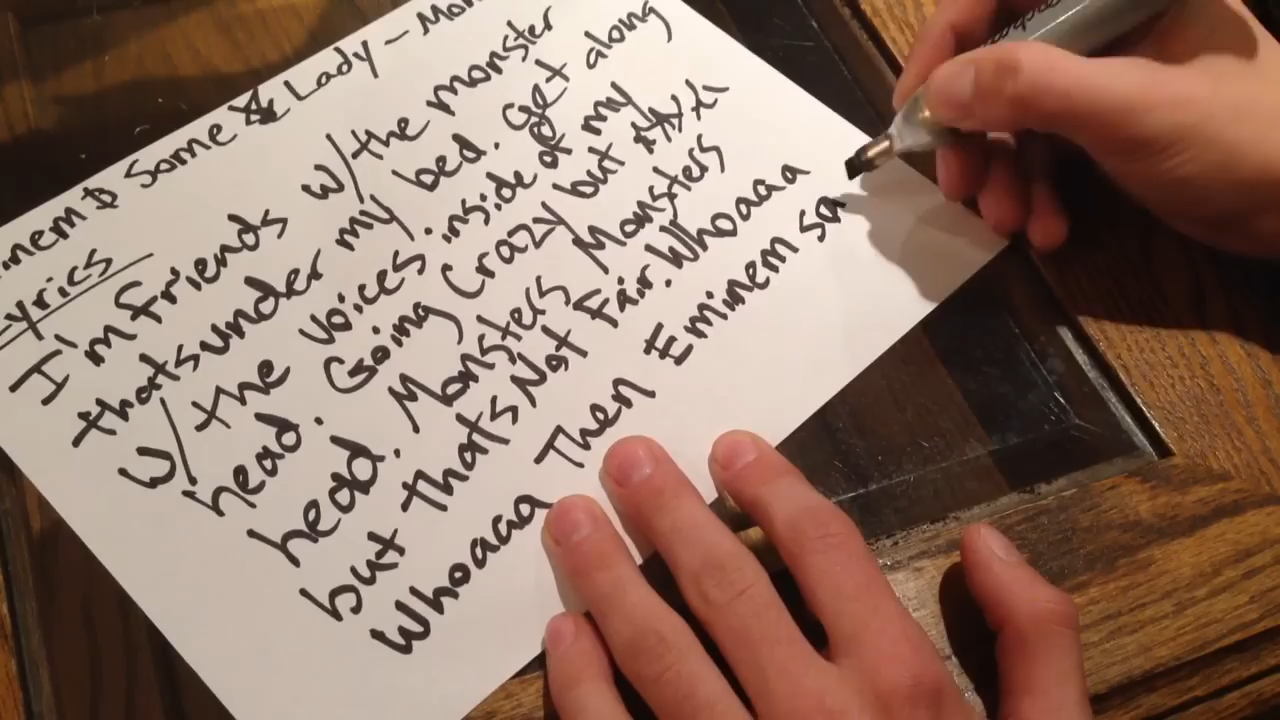 inem & Some Lady - Mon
Lyrics
I'm friends w/the monster
thats under my bed. Get along
w/ the voices. inside of my
head. Going Crazy but
head. Monsters Monsters
but thats Not Fair. Whoaaa
Whoaaa Then Eminem sa